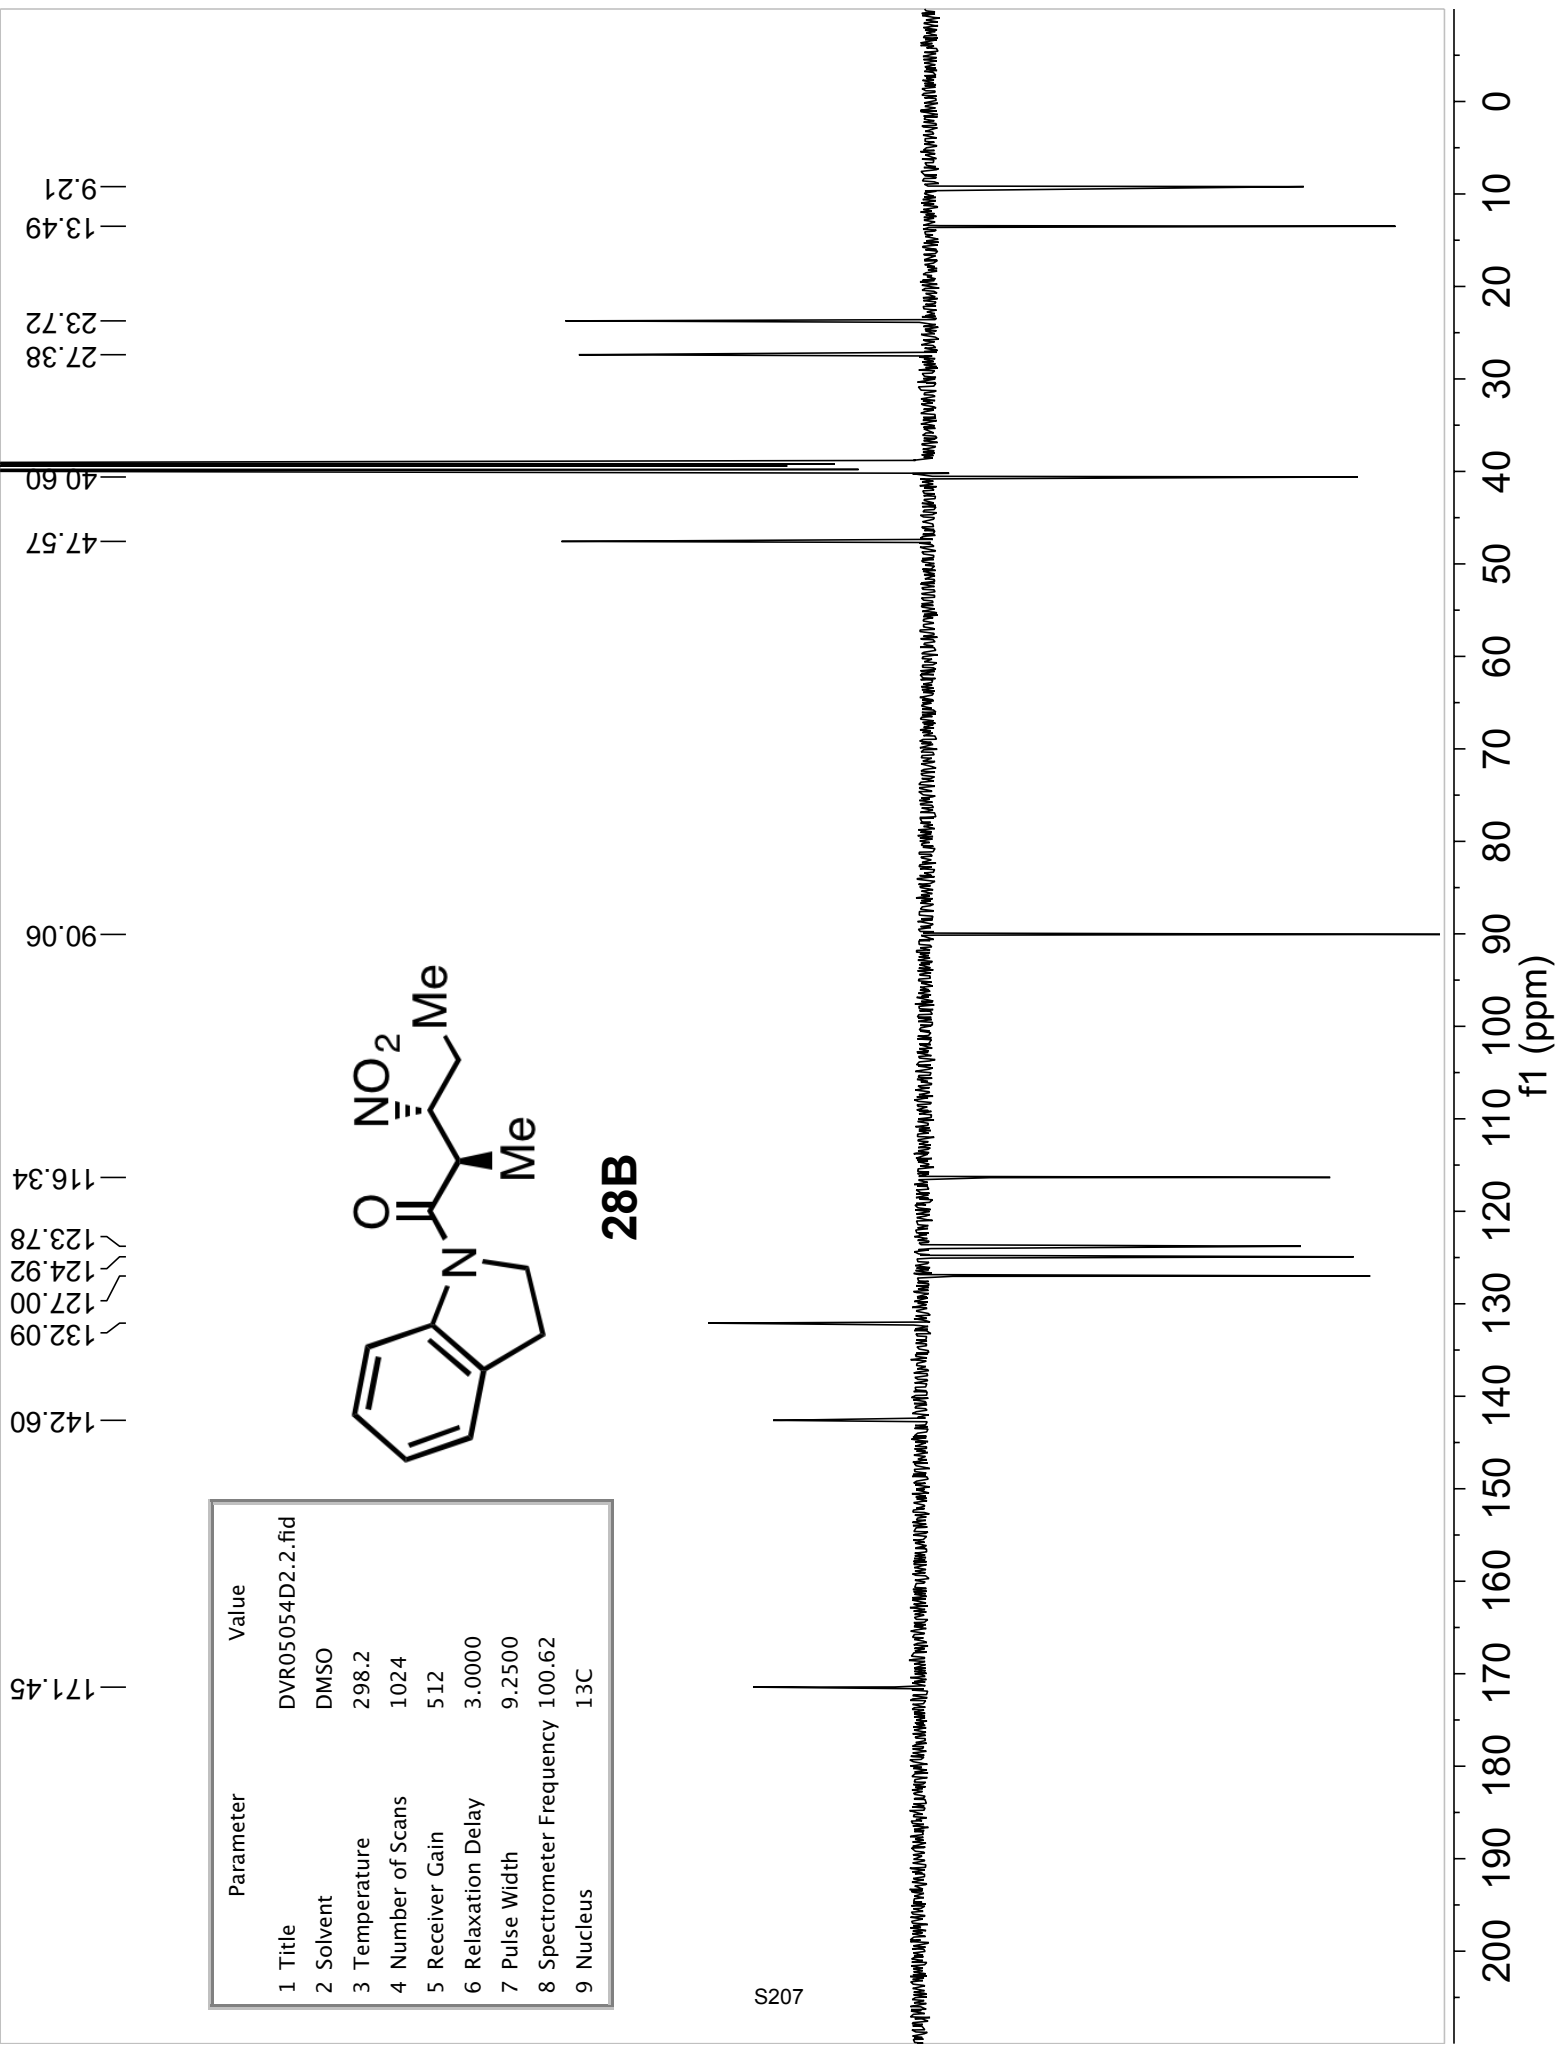 171.45
142.60
132.09
127.00
124.92
123.78
116.34
90.06
47.57
40.60
27.38
23.72
13.49
9.21
Parameter Value
1 Title DVR05054D2.2.fid
2 Solvent DMSO
3 Temperature 298.2
4 Number of Scans 1024
5 Receiver Gain 512
6 Relaxation Delay 3.0000
7 Pulse Width 9.2500
8 Spectrometer Frequency 100.62
9 Nucleus 13C
O
NO2
N
Me
Me
28B
200 190 180 170 160 150 140 130 120 110 100 90 80 70 60 50 40 30 20 10 0
f1 (ppm)
S207